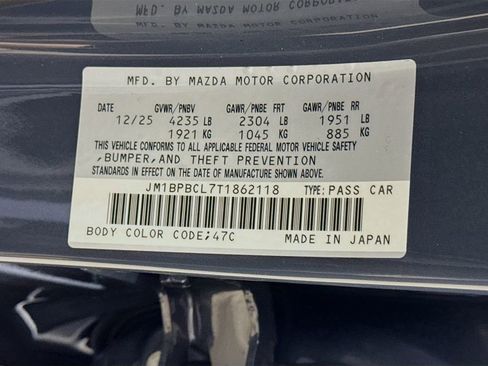 MFD. BY MAZDA MOTOR CORPORATION
DATE GVWR/PNBV GAWR/PNBE FRT GAWR/PNBE RR
12/25 4235 LB 2304 LB 1951 LB
1921 KG 1045 KG 885 KG
THIS VEHICLE CONFORMS TO ALL APPLICABLE FEDERAL MOTOR VEHICLE SAFETY
,BUMPER,AND THEFT PREVENTION
STANDARDS IN EFFECT ON THE DATE OF MANUFACTURE SHOWN ABOVE.
JM1BPBCL7T1862118 TYPE:PASS CAR
BODY COLOR CODE;47C MADE IN JAPAN